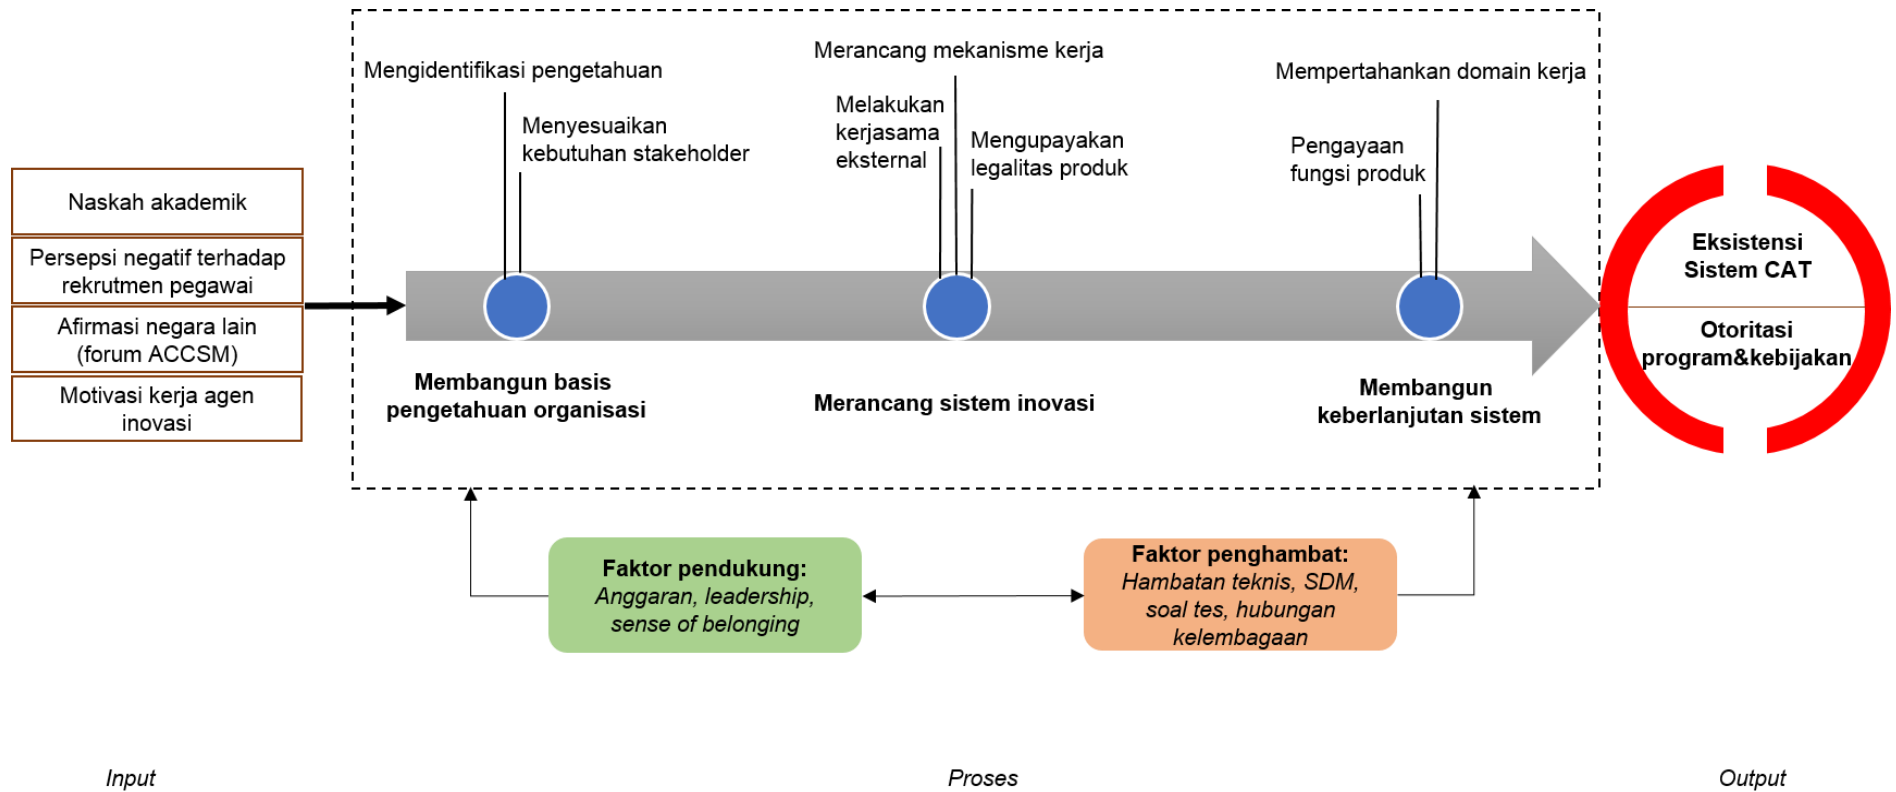 Naskah akademik
Persepsi negatif terhadap
rekrutmen pegawai
Afirmasi negara lain
(forum ACCSM)
Motivasi kerja agen
inovasi
Mengidentifikasi pengetahuan
Menyesuaikan
kebutuhan stakeholder
Membangun basis
pengetahuan organisasi
Merancang mekanisme kerja
Melakukan
kerjasama
eksternal
Mengupayakan
legalitas produk
Merancang sistem inovasi
Mempertahankan domain kerja
Pengayaan
fungsi produk
Membangun
keberlanjutan sistem
Eksistensi
Sistem CAT
Otoritasi
program&kebijakan
Faktor pendukung:
Anggaran, leadership,
sense of belonging
Faktor penghambat:
Hambatan teknis, SDM,
soal tes, hubungan
kelembagaan
Input
Proses
Output